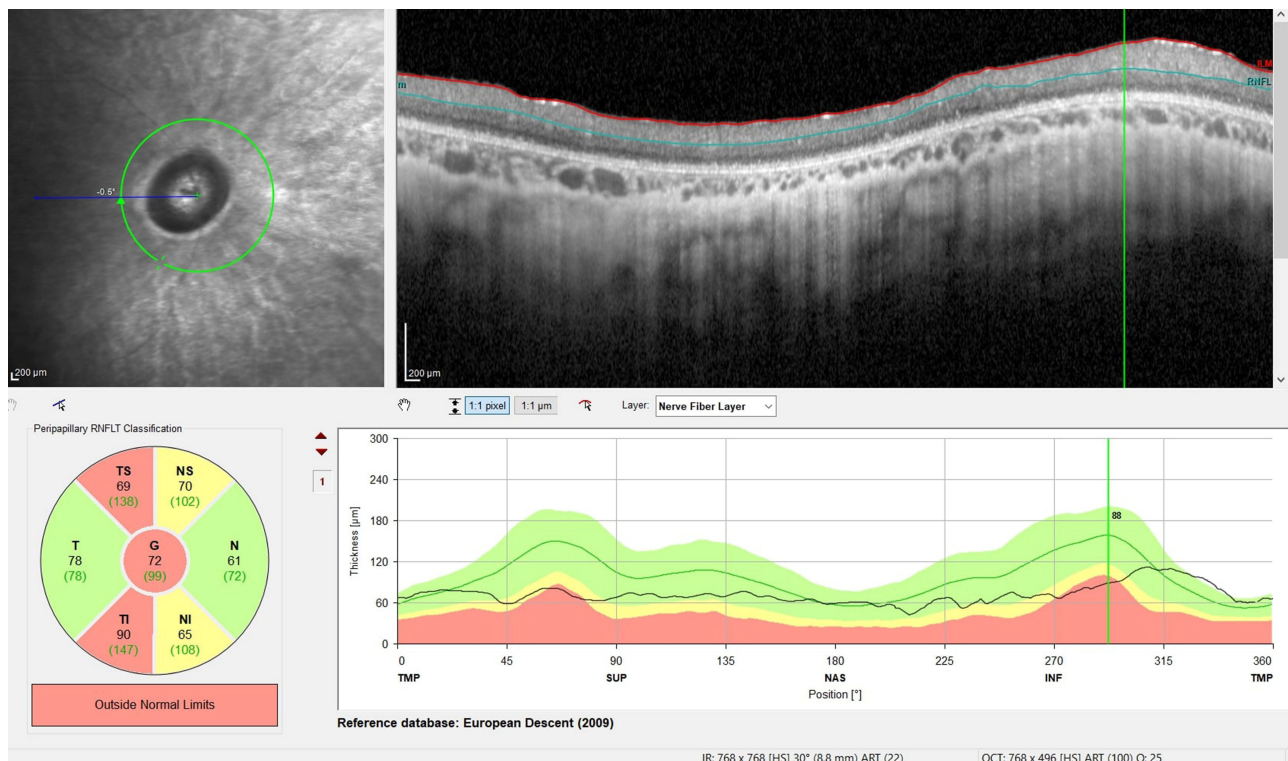 -0.5°
200 µm
ILM
RNFL
m
200 µm
1:1 pixel 1:1 µm Layer: Nerve Fiber Layer
Peripapillary RNFLT Classification
TS NS
69 70
(138) (102)
T G N
78 72 61
(78) (99) (72)
TI NI
90 65
(147) (108)
Outside Normal Limits
1
Thickness [µm]
300
240
180
120
60
0
88
0 45 90 135 180 225 270 315 360
TMP SUP NAS INF TMP
Position [°]
Reference database: European Descent (2009)
IR: 768 x 768 [HS] 30° (8.8 mm) ART (22) OCT: 768 x 496 [HS] ART (100) Q: 25